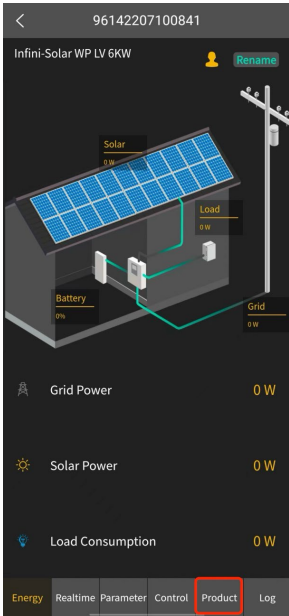 96142207100841
Infini-Solar WP LV 6KW
Rename
Solar
0 W
Load
0 W
Battery
0%
Grid
0 W
Grid Power 0 W
Solar Power 0 W
Load Consumption 0 W
Energy Realtime Parameter Control Product Log